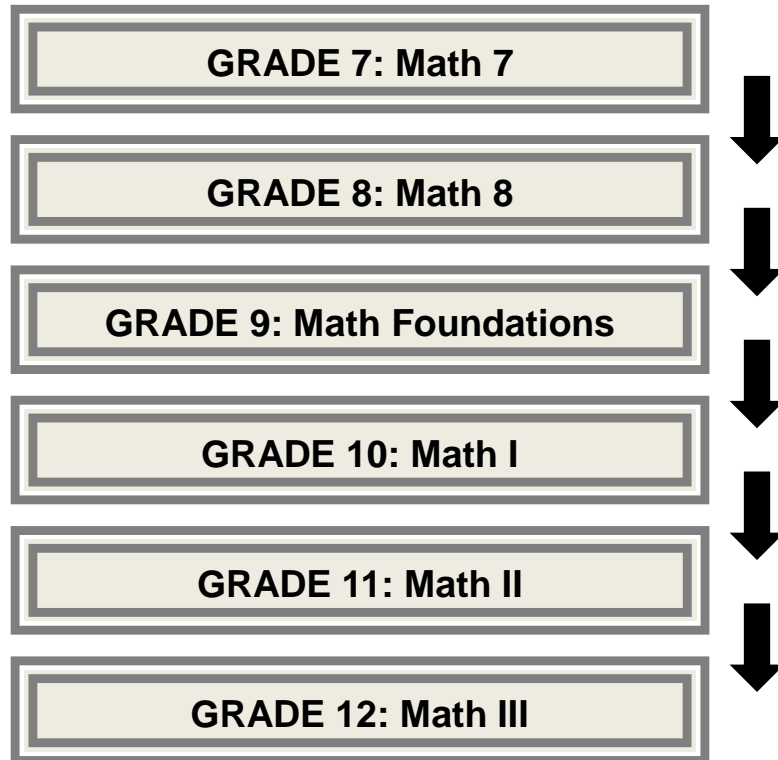 GRADE 7: Math 7
GRADE 8: Math 8
GRADE 9: Math Foundations
GRADE 10: Math I
GRADE 11: Math II
GRADE 12: Math III